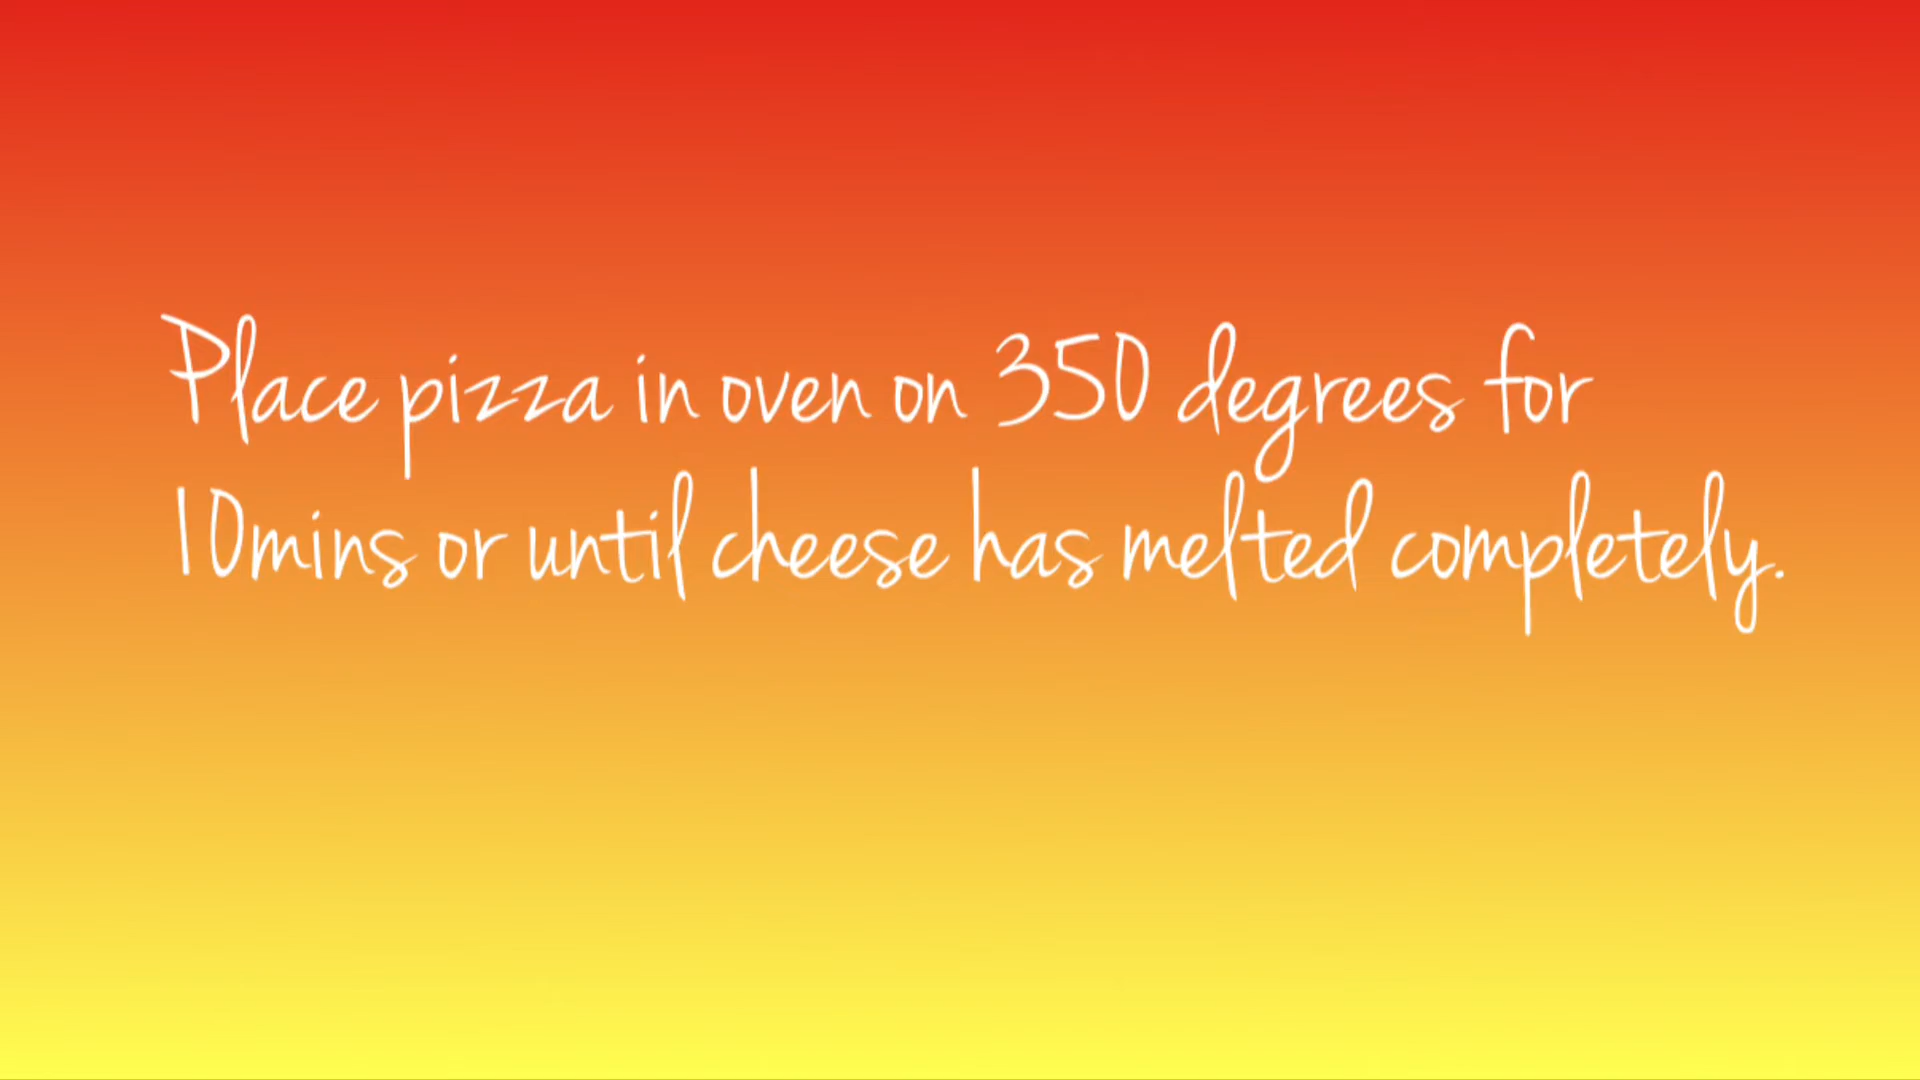 Place pizza in oven on 350 degrees for
10mins or until cheese has melted completely.